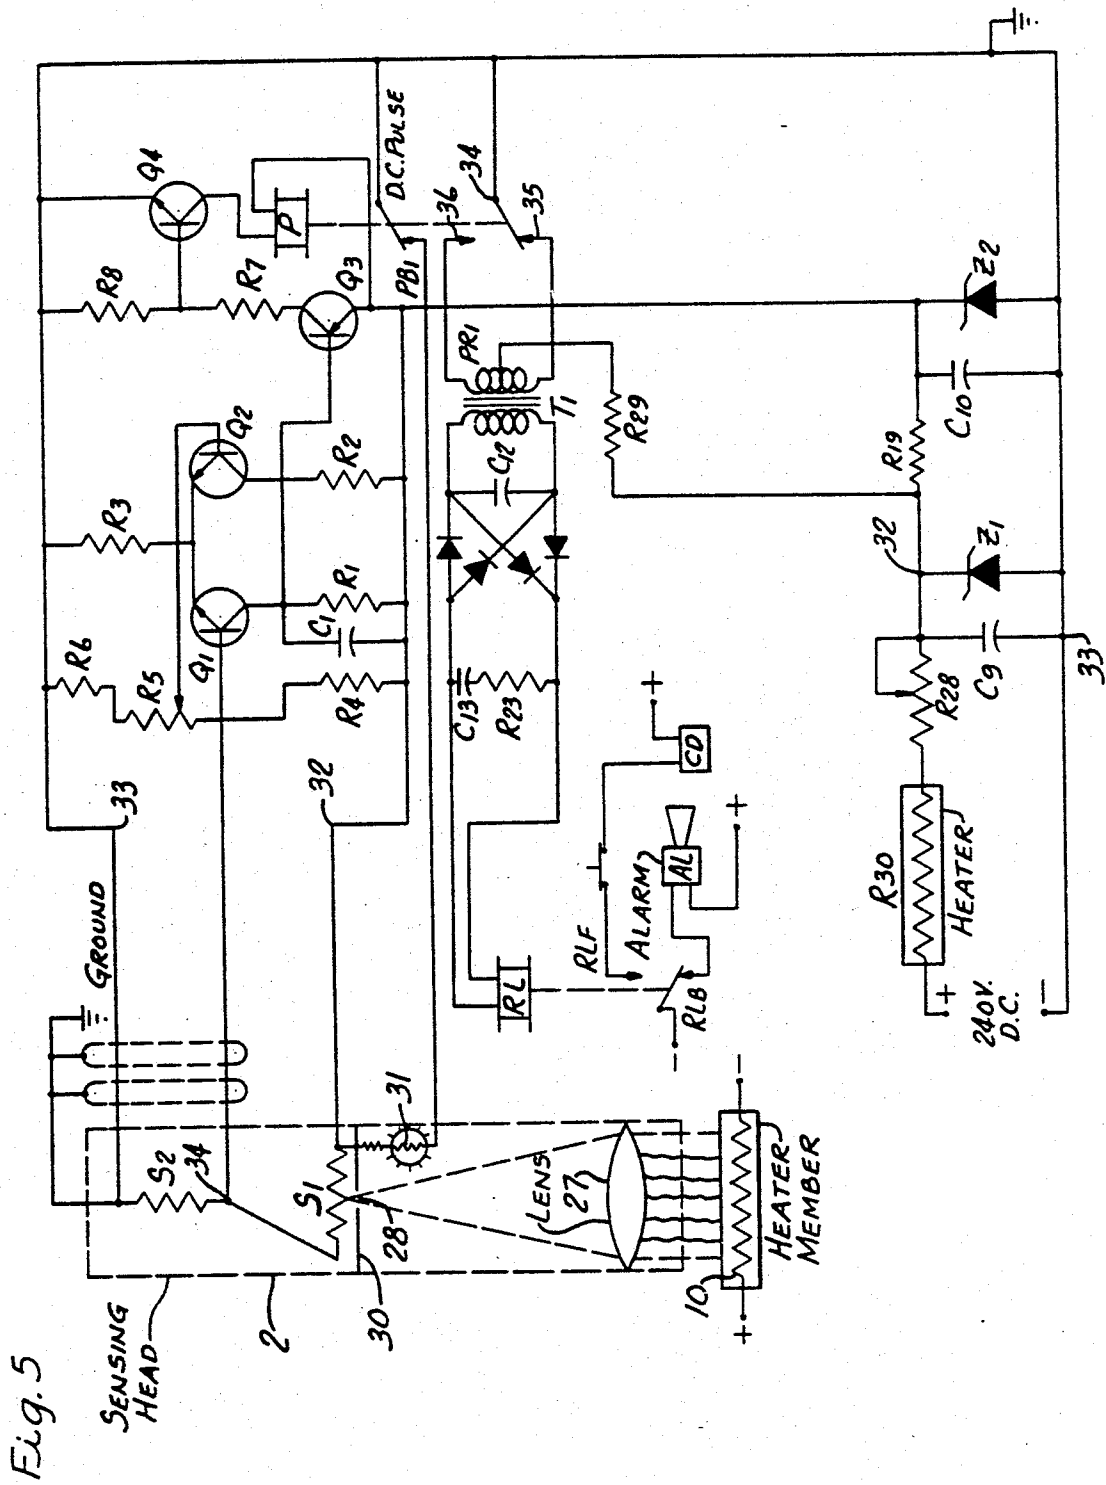 Fig. 5
SENSING
HEAD
2
30
S2
34
S1
28
31
LENS
27
10
HEATER
MEMBER
+
-
GROUND
33
32
R6
R5
Q1
R3
Q2
R4
C1
R1
R2
R8
R7
Q3
Q4
P
D.C. PULSE
PB1
36
34
35
PR1
T1
C12
C13
R23
R29
RL
RLF
RLB
-
ALARM
AL
+
CD
+
R30
HEATER
240V.
D.C.
+
-
R28
C9
33
32
Z1
R19
C10
Z2